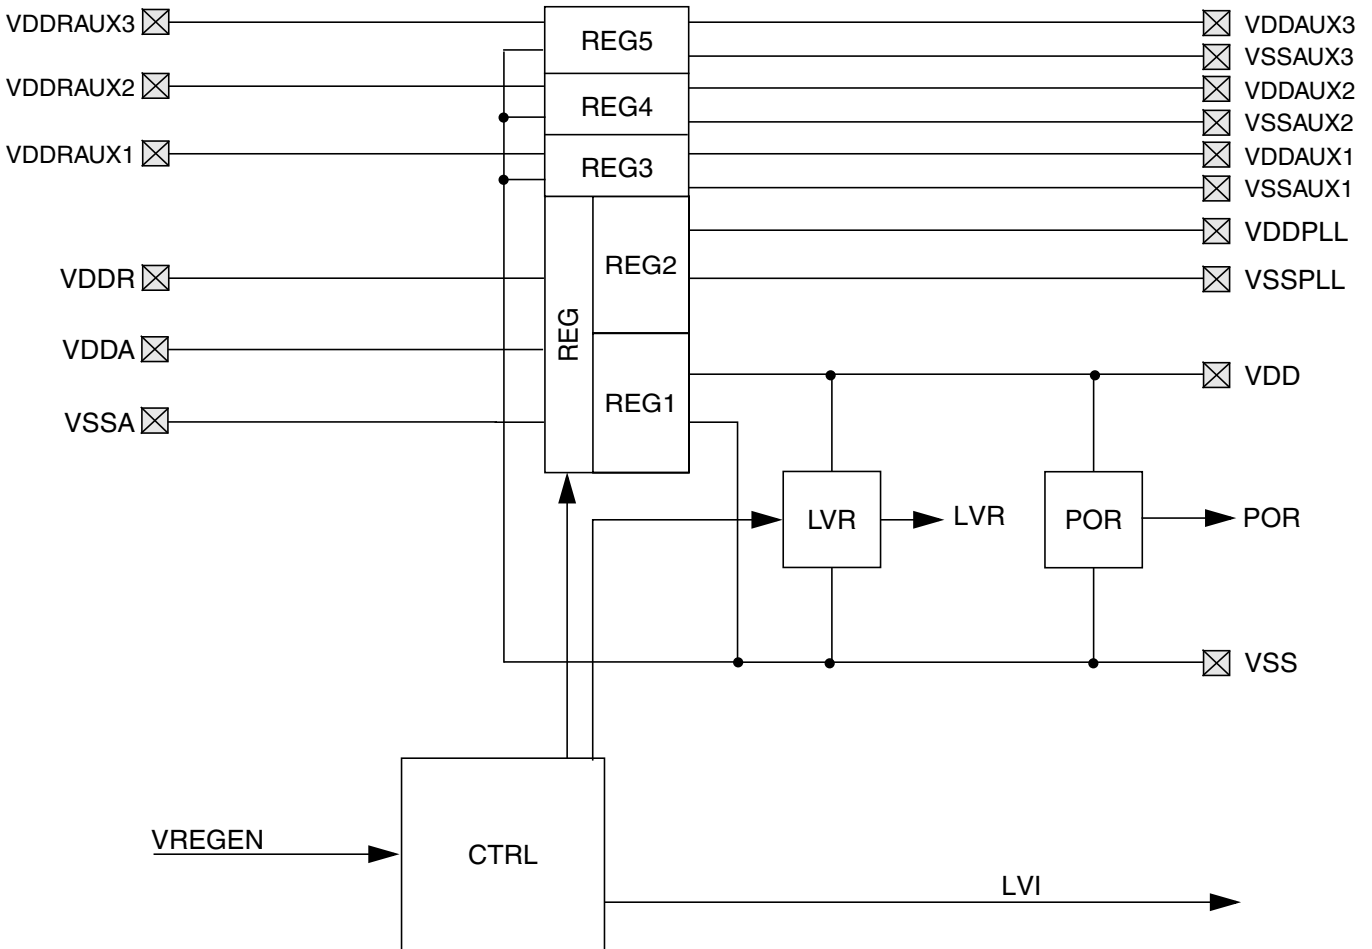 VDDRAUX3
REG5
VDDAUX3
VSSAUX3
VDDRAUX2
REG4
VDDAUX2
VSSAUX2
VDDRAUX1
REG3
VDDAUX1
VSSAUX1
VDDPLL
VDDR
REG2
VSSPLL
VDDA
REG
VDD
REG1
VSSA
LVR
LVR
POR
POR
VSS
VREGEN
CTRL
LVI